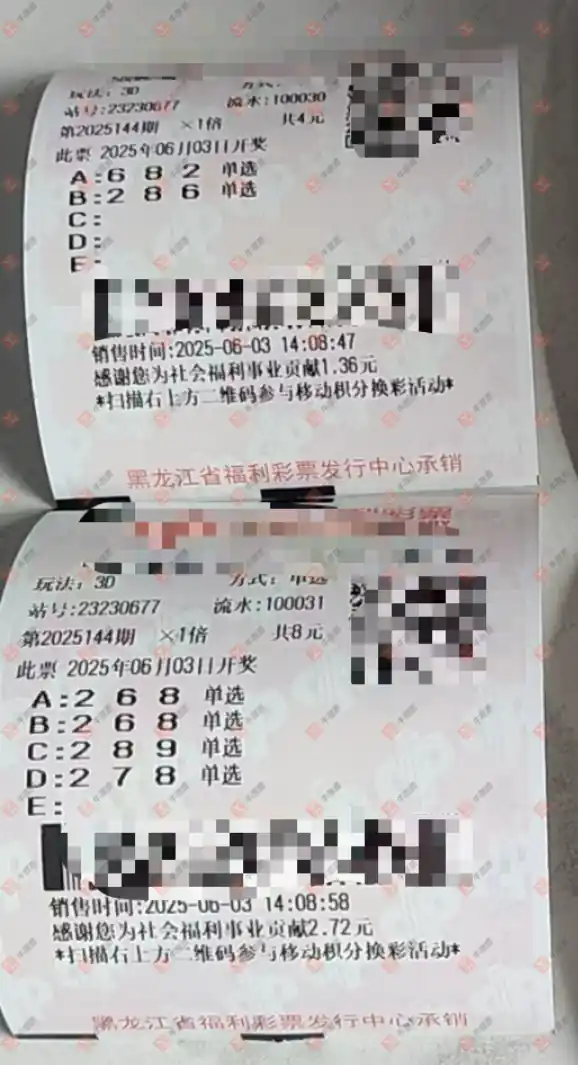 玩法: 3D
站号:23230677 流水:100030
第2025144期 ×1倍 共4元
此票 2025年06月03日开奖
A:6 8 2 单选
B:2 8 6 单选
C:
D:
E:
销售时间:2025-06-03 14:08:47
感谢您为社会福利事业贡献1.36元
*扫描右上方二维码参与移动积分换彩活动*
黑龙江省福利彩票发行中心承销
玩法: 3D 方式: 单选
站号:23230677 流水:100031
第2025144期 ×1倍 共8元
此票 2025年06月03日开奖
A:2 6 8 单选
B:2 6 8 单选
C:2 8 9 单选
D:2 7 8 单选
E:
销售时间:2025-06-03 14:08:58
感谢您为社会福利事业贡献2.72元
*扫描右上方二维码参与移动积分换彩活动*
黑龙江省福利彩票发行中心承销